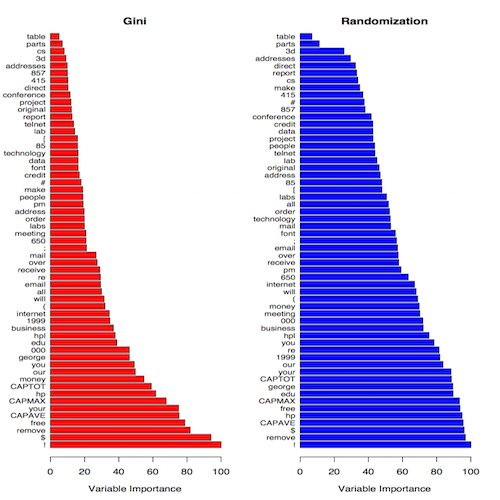 Gini
table
parts
cs
3d
addresses
857
415
direct
conference
project
original
report
telnet
lab
[
85
technology
data
font
credit
#
make
people
pm
address
order
labs
meeting
650
;
mail
over
receive
re
email
all
will
(
internet
1999
business
hpl
edu
000
george
you
our
money
CAPTOT
hp
CAPMAX
your
CAPAVE
free
remove
$
!
0 20 40 60 80 100
Variable Importance
Randomization
table
parts
3d
addresses
direct
report
cs
make
415
#
857
conference
credit
data
project
people
telnet
lab
original
address
85
[
labs
all
order
technology
mail
font
;
email
over
receive
pm
650
internet
will
(
money
meeting
000
business
hpl
you
re
1999
our
your
CAPTOT
george
edu
CAPMAX
free
hp
CAPAVE
$
remove
!
0 20 40 60 80 100
Variable Importance